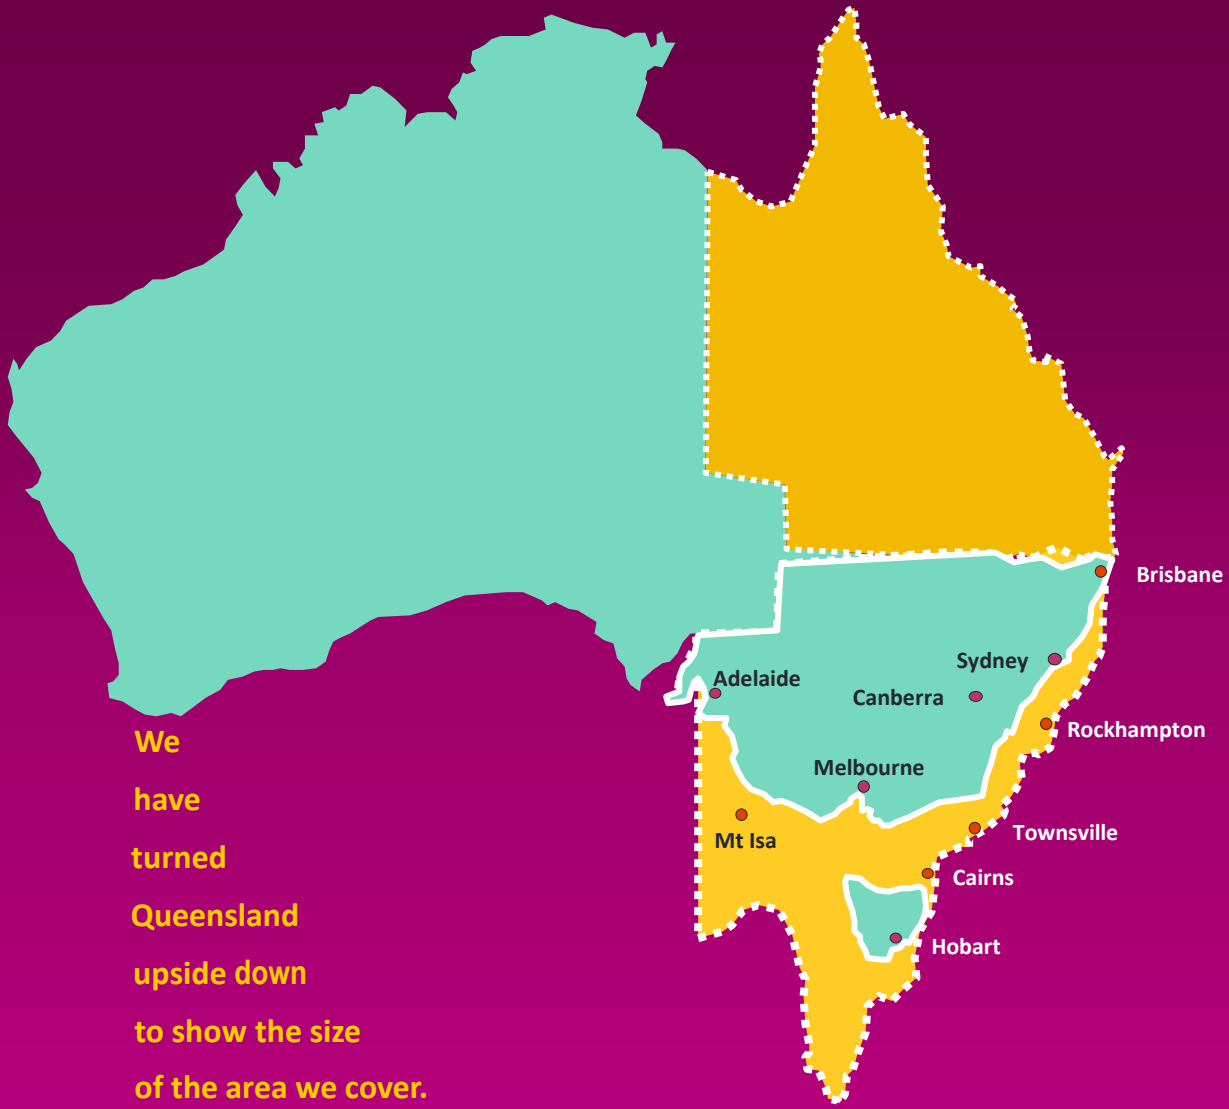 Brisbane
Sydney
Adelaide
Canberra
Rockhampton
We
have
Melbourne
turned
Mt Isa
Townsville
Cairns
Queensland
Hobart
upside down
to show the size
of the area we cover.